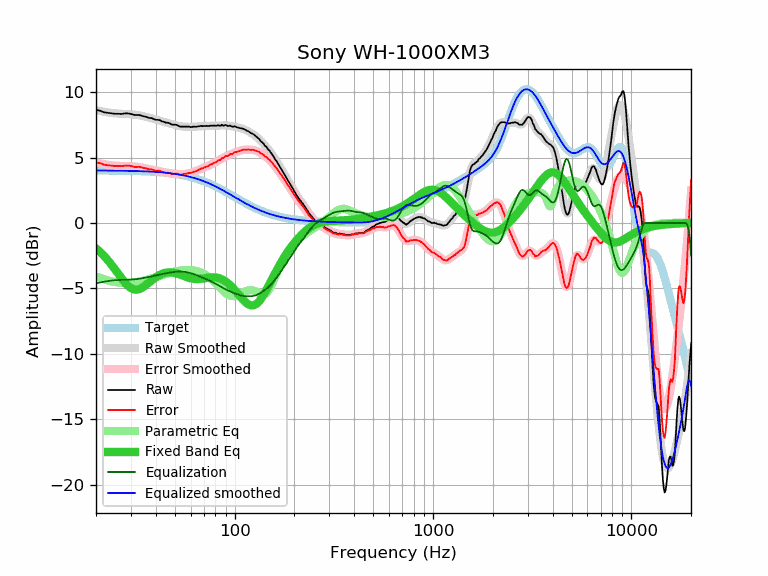 Sony WH-1000XM3
Amplitude (dBr)
10
5
0
−5
−10
−15
−20
Target
Raw Smoothed
Error Smoothed
Raw
Error
Parametric Eq
Fixed Band Eq
Equalization
Equalized smoothed
100
1000
10000
Frequency (Hz)